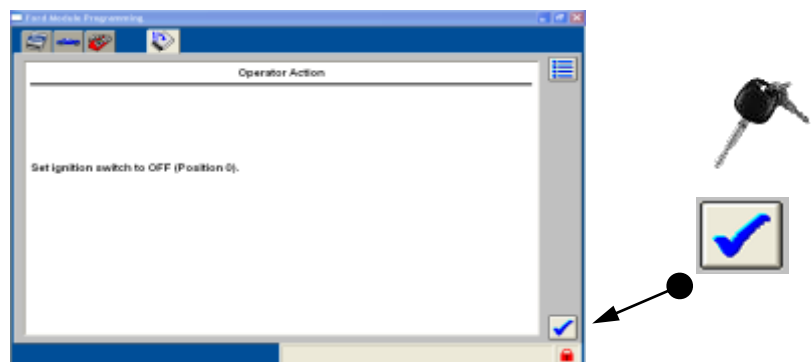 Ford Module Programming
Operator Action
Set ignition switch to OFF (Position 0).